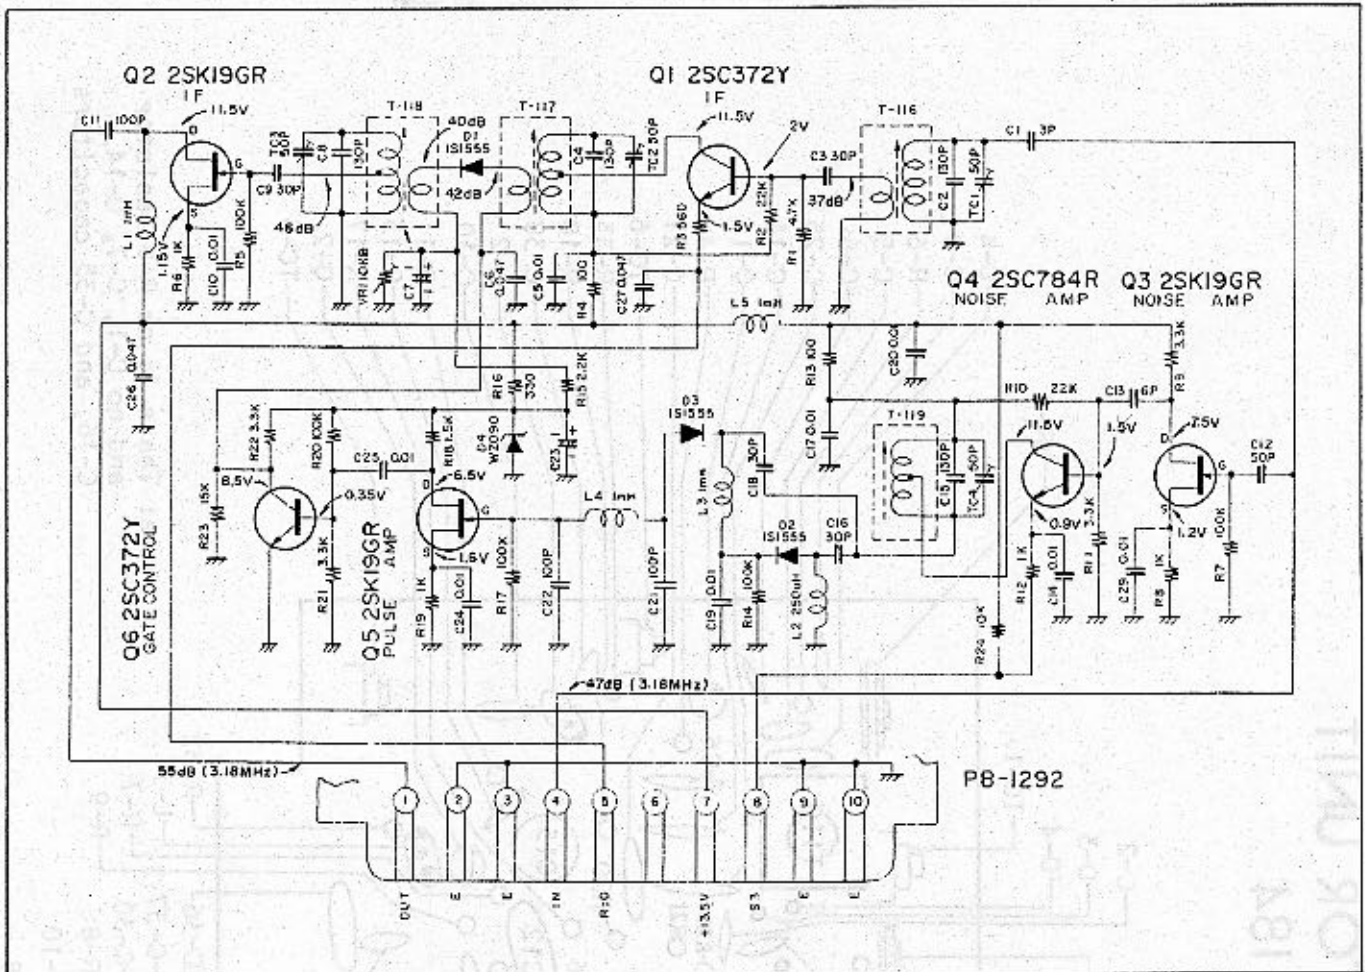 Q2 2SK19GR
IF
Q1 2SC372Y
IF
T-118
T-117
T-116
C11 100P
11.5V
D
G
S
C9 30P
TC3 50P
C8 130P
40dB
D1
1S1555
42dB
46dB
C4 130P
TC2 50P
11.5V
2V
C3 30P
37dB
C1 3P
C2 130P
TC1 50P
L1 1mH
1.15V
R6 1K
C10 0.01
R5 100K
VR1 10KB
C7
C6 0.047
C5 0.01
R4 100
C27 0.047
R3 560
1.5V
R2 22K
R1 4.7K
Q4 2SC784R
NOISE AMP
Q3 2SK19GR
NOISE AMP
L5 1mH
C26 0.047
R16 330
R15 2.2K
R13 100
C20 0.01
R9 3.3K
R10 22K
C13 6P
D3
1S1555
T-119
11.6V
1.5V
7.5V
D
G
S
C12 50P
R22 3.3K
R20 100K
C25 0.01
R18 1.5K
D4 WZ090
C23
C17 0.01
C18 30P
L3 1mH
C15 130P
TC4 50P
8.5V
0.35V
6.5V
D
G
S
L4 1mH
R23 15K
D2
1S1555
C16 30P
0.9V
1.2V
R11 3.3K
R7 100K
1.6V
R21 3.3K
R19 1K
C24 0.01
R17 100K
C22 100P
C21 100P
C19 0.01
R14 100K
L2 250uH
R12 1K
C14 0.01
C29 0.01
R8 1K
R24 10K
Q6 2SC372Y
GATE CONTROL
Q5 2SK19GR
PULSE AMP
47dB (3.18MHz)
55dB (3.18MHz)
PB-1292
1 2 3 4 5 6 7 8 9 10
OUT E E IN +13.5V E E